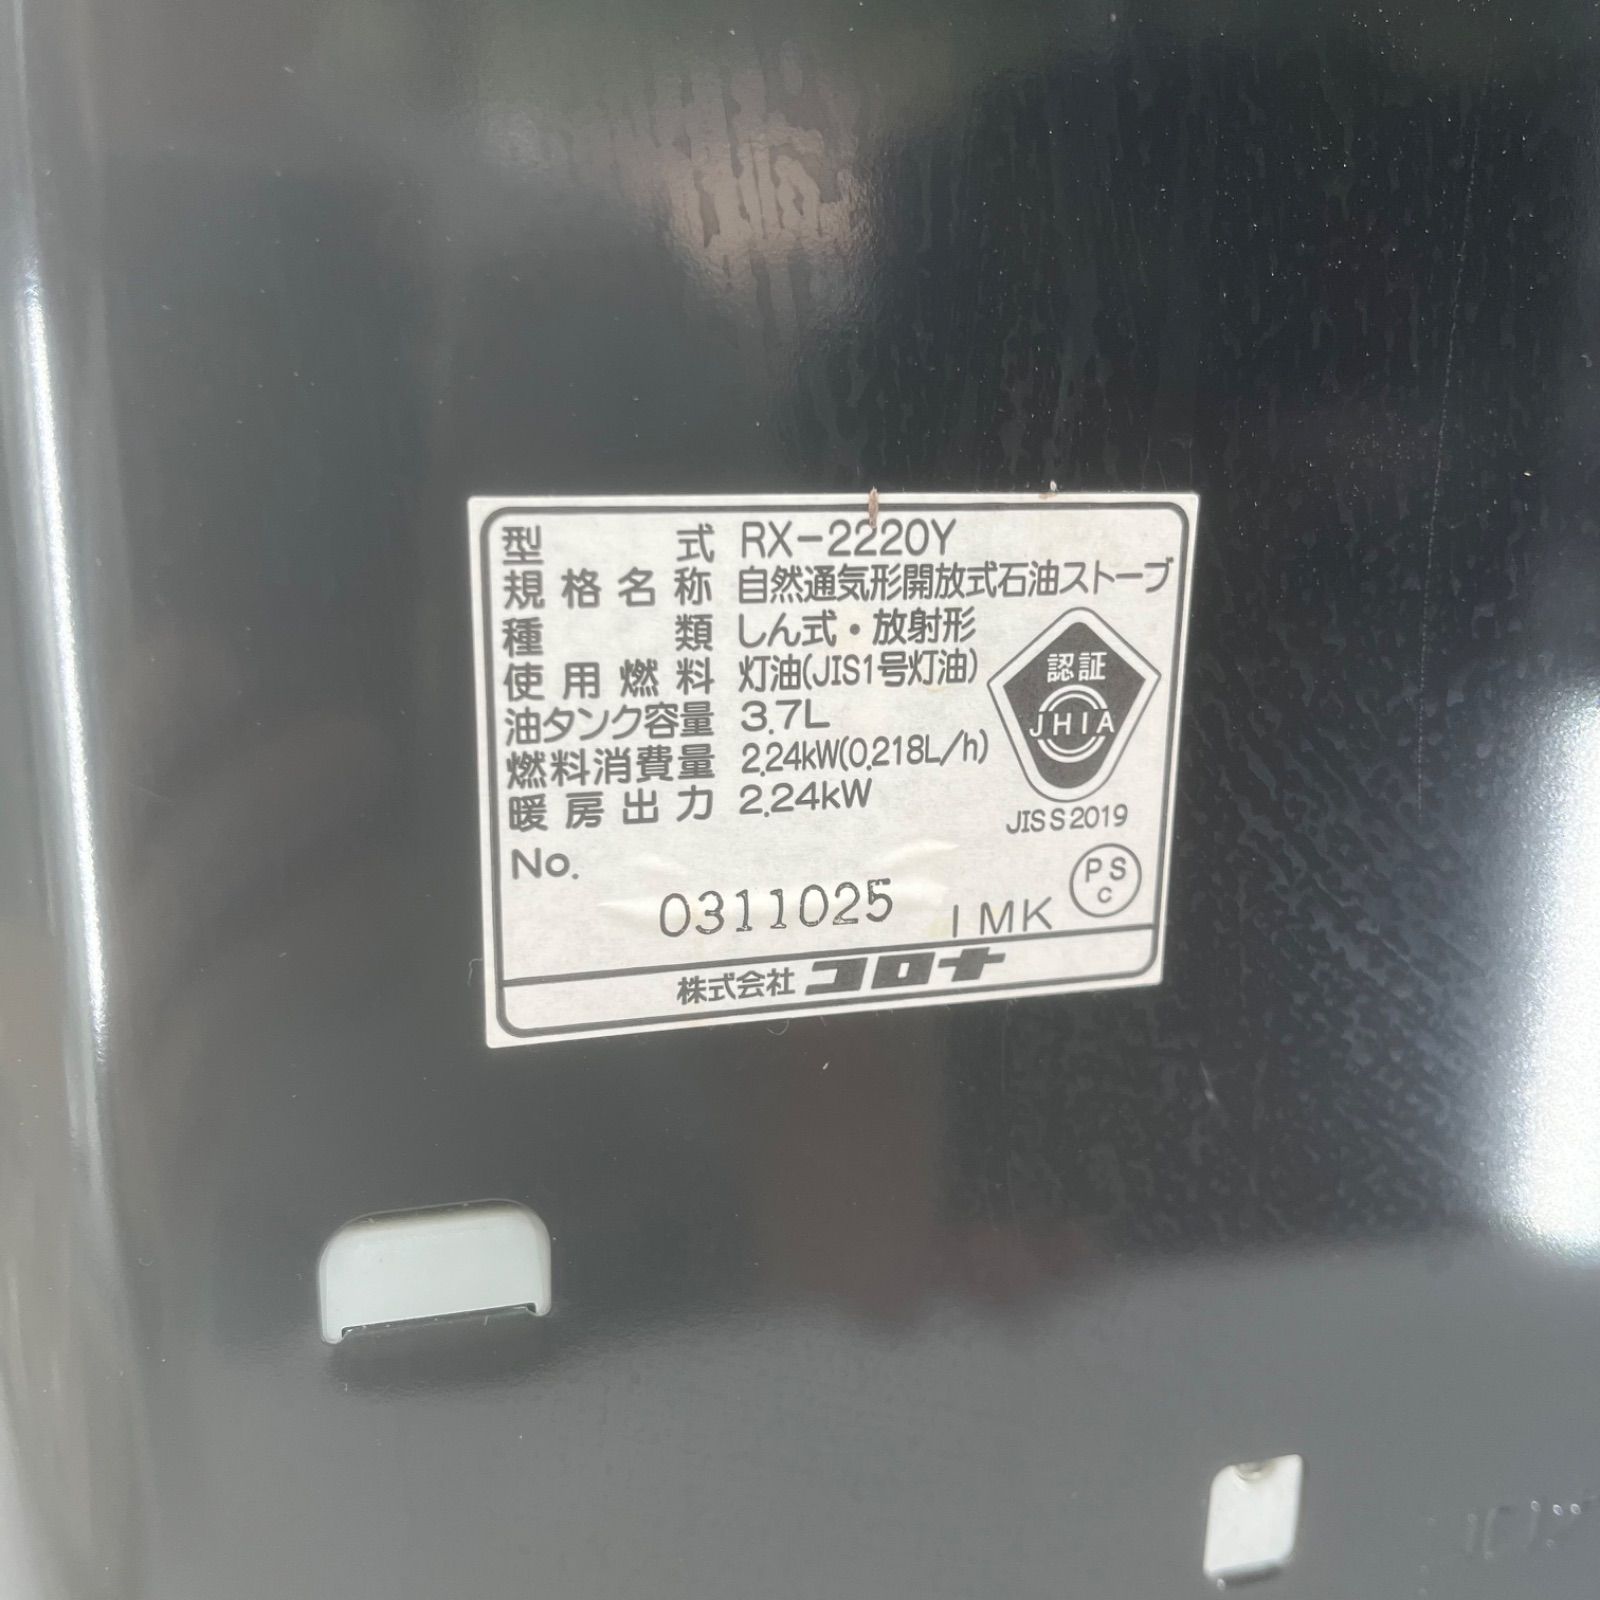 型式 RX-2220Y
規格名称 自然通気形開放式石油ストーブ
種類 しん式・放射形
使用燃料 灯油(JIS1号灯油)
油タンク容量 3.7L
燃料消費量 2.24kW(0.218L/h)
暖房出力 2.24kW
認証
JHIA
JIS S 2019
No.
0311025 1MK
PS
C
株式会社 コロナ